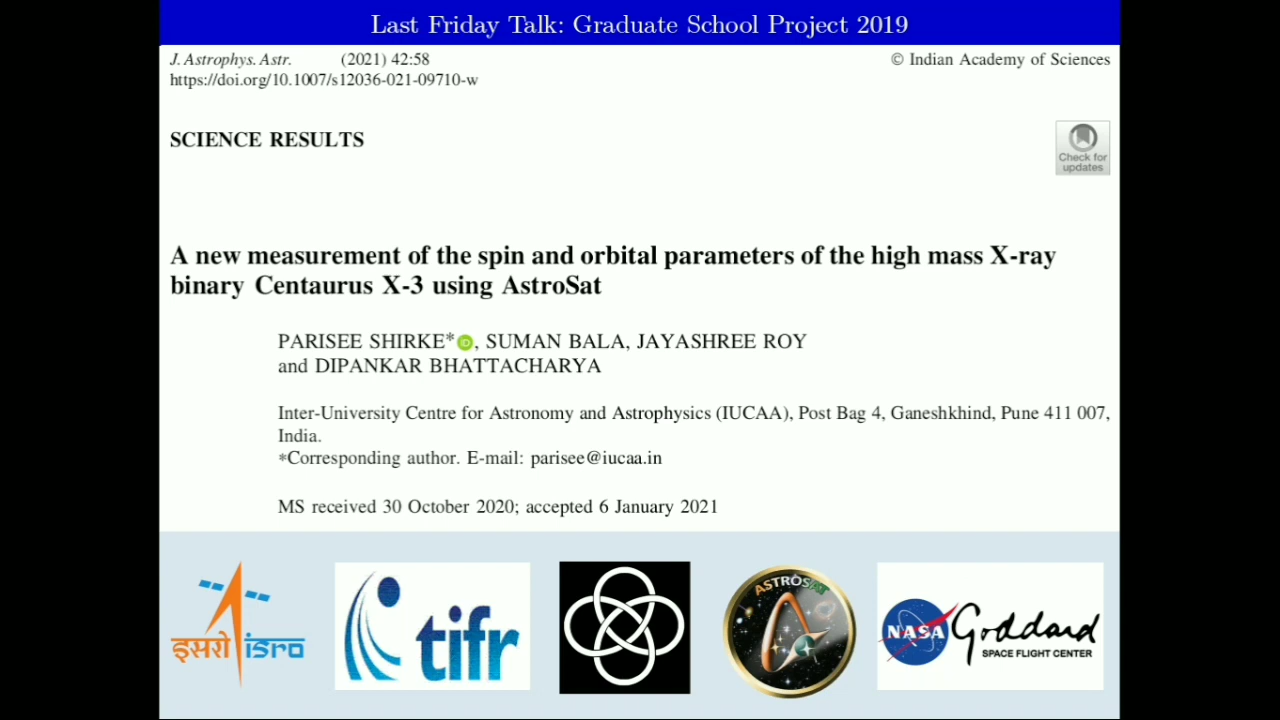 Last Friday Talk: Graduate School Project 2019
J. Astrophys. Astr. (2021) 42:58 © Indian Academy of Sciences
https://doi.org/10.1007/s12036-021-09710-w
SCIENCE RESULTS
Check for
updates
A new measurement of the spin and orbital parameters of the high mass X-ray
binary Centaurus X-3 using AstroSat
PARISEE SHIRKE* iD, SUMAN BALA, JAYASHREE ROY
and DIPANKAR BHATTACHARYA
Inter-University Centre for Astronomy and Astrophysics (IUCAA), Post Bag 4, Ganeshkhind, Pune 411 007,
India.
*Corresponding author. E-mail: parisee@iucaa.in
MS received 30 October 2020; accepted 6 January 2021
इसरो isro
tifr
ASTROSAT
NASA Goddard
SPACE FLIGHT CENTER